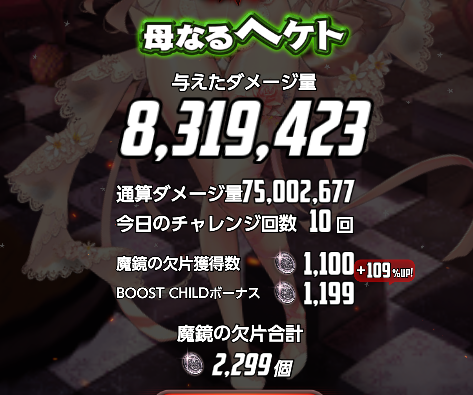 母なるヘケト
与えたダメージ量
8,319,423
通算ダメージ量75,002,677
今日のチャレンジ回数 10 回
魔鏡の欠片獲得数 1,100 +109%UP!
BOOST CHILDボーナス 1,199
魔鏡の欠片合計
2,299個